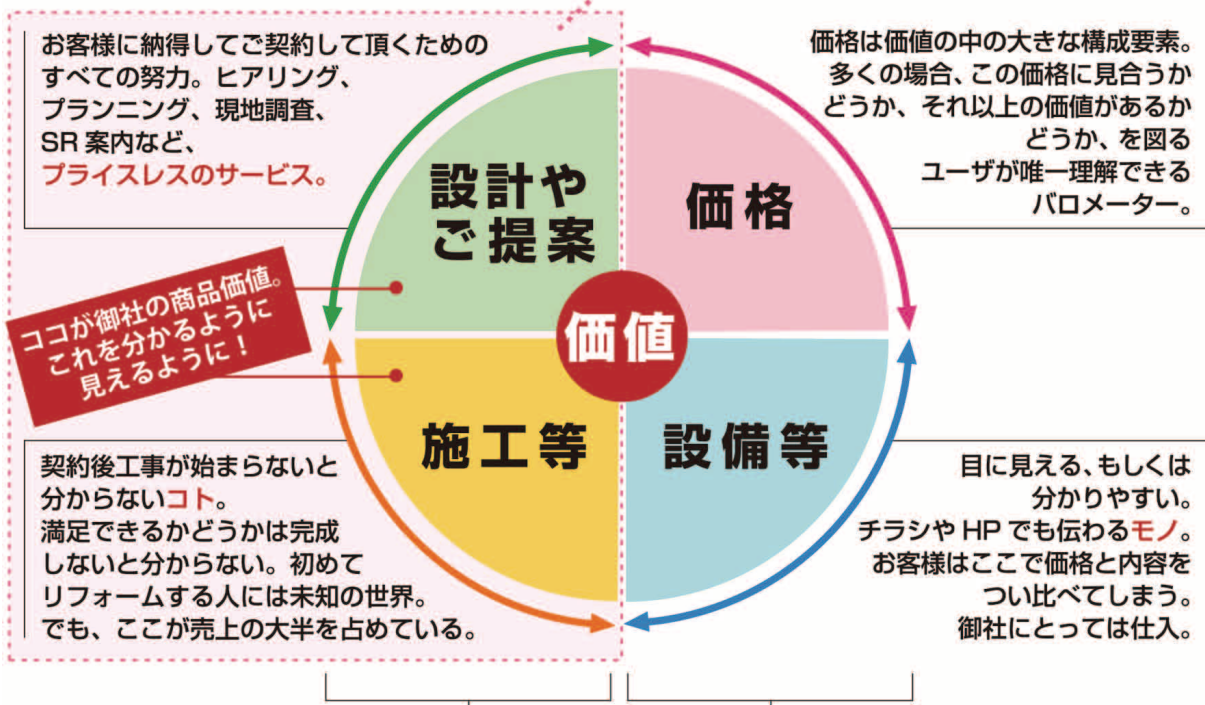 お客様に納得してご契約して頂くための
すべての努力。ヒアリング、
プランニング、現地調査、
SR 案内など、
プライスレスのサービス。
価格は価値の中の大きな構成要素。
多くの場合、この価格に見合うか
どうか、それ以上の価値があるか
どうか、を図る
ユーザが唯一理解できる
バロメーター。
設計や
ご提案
価格
ココが御社の商品価値。
これを分かるように
見えるように！
価値
施工等
設備等
契約後工事が始まらないと
分からないコト。
満足できるかどうかは完成
しないと分からない。初めて
リフォームする人には未知の世界。
でも、ここが売上の大半を占めている。
目に見える、もしくは
分かりやすい。
チラシや HP でも伝わるモノ。
お客様はここで価格と内容を
つい比べてしまう。
御社にとっては仕入。